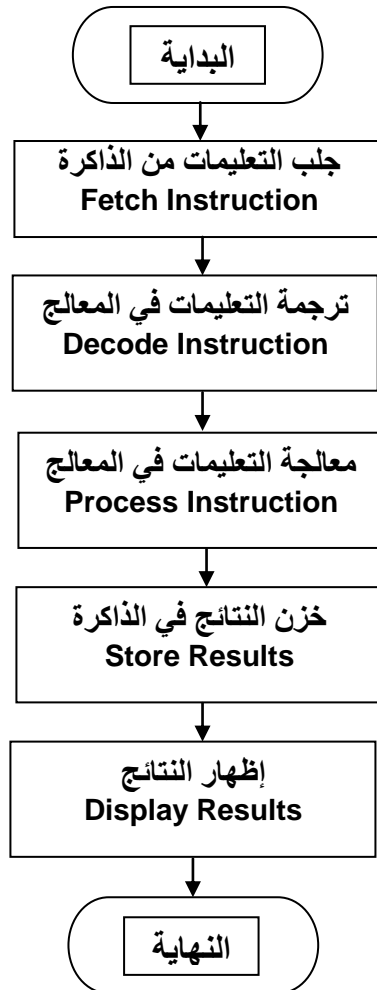 البداية
جلب التعليمات من الذاكرة
Fetch Instruction
ترجمة التعليمات في المعالج
Decode Instruction
معالجة التعليمات في المعالج
Process Instruction
خزن النتائج في الذاكرة
Store Results
إظهار النتائج
Display Results
النهاية